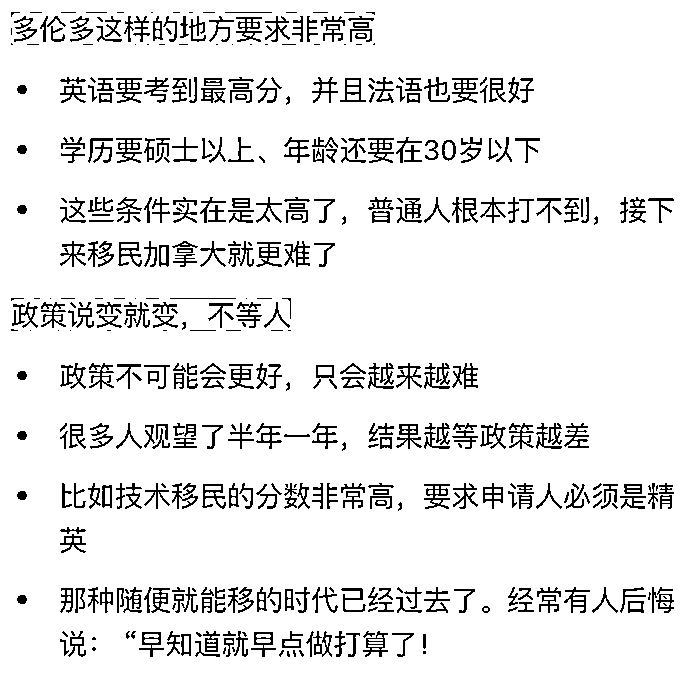 多伦多这样的地方要求非常高
• 英语要考到最高分，并且法语也要很好
• 学历要硕士以上、年龄还要在30岁以下
• 这些条件实在是太高了，普通人根本打不到，接下
来移民加拿大就更难了
政策说变就变，不等人
• 政策不可能会更好，只会越来越难
• 很多人观望了半年一年，结果越等政策越差
• 比如技术移民的分数非常高，要求申请人必须是精
英
• 那种随便就能移的时代已经过去了。经常有人后悔
说：“早知道就早点做打算了！